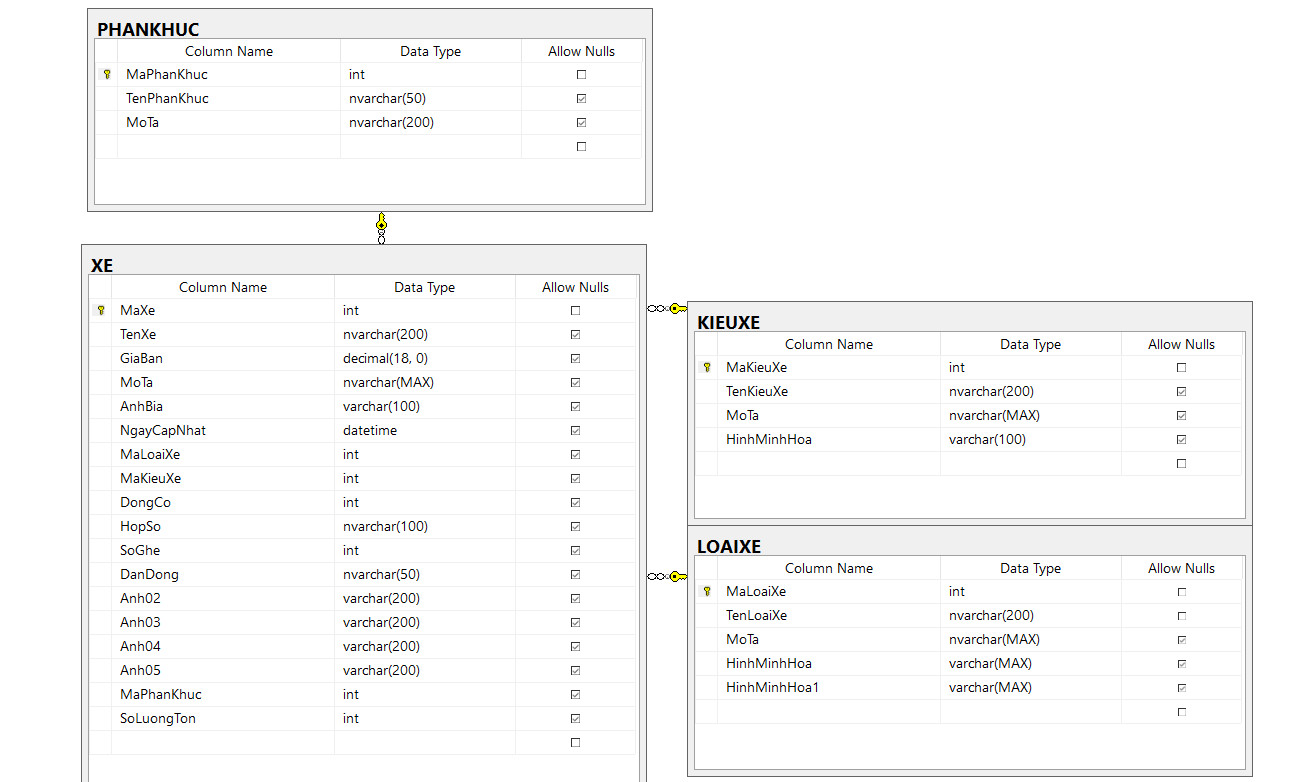 PHANKHUC
Column Name Data Type Allow Nulls
MaPhanKhuc int
TenPhanKhuc nvarchar(50)
MoTa nvarchar(200)
XE
Column Name Data Type Allow Nulls
MaXe int
TenXe nvarchar(200)
GiaBan decimal(18, 0)
MoTa nvarchar(MAX)
AnhBia varchar(100)
NgayCapNhat datetime
MaLoaiXe int
MaKieuXe int
DongCo int
HopSo nvarchar(100)
SoGhe int
DanDong nvarchar(50)
Anh02 varchar(200)
Anh03 varchar(200)
Anh04 varchar(200)
Anh05 varchar(200)
MaPhanKhuc int
SoLuongTon int
KIEUXE
Column Name Data Type Allow Nulls
MaKieuXe int
TenKieuXe nvarchar(200)
MoTa nvarchar(MAX)
HinhMinhHoa varchar(100)
LOAIXE
Column Name Data Type Allow Nulls
MaLoaiXe int
TenLoaiXe nvarchar(200)
MoTa nvarchar(MAX)
HinhMinhHoa varchar(MAX)
HinhMinhHoa1 varchar(MAX)